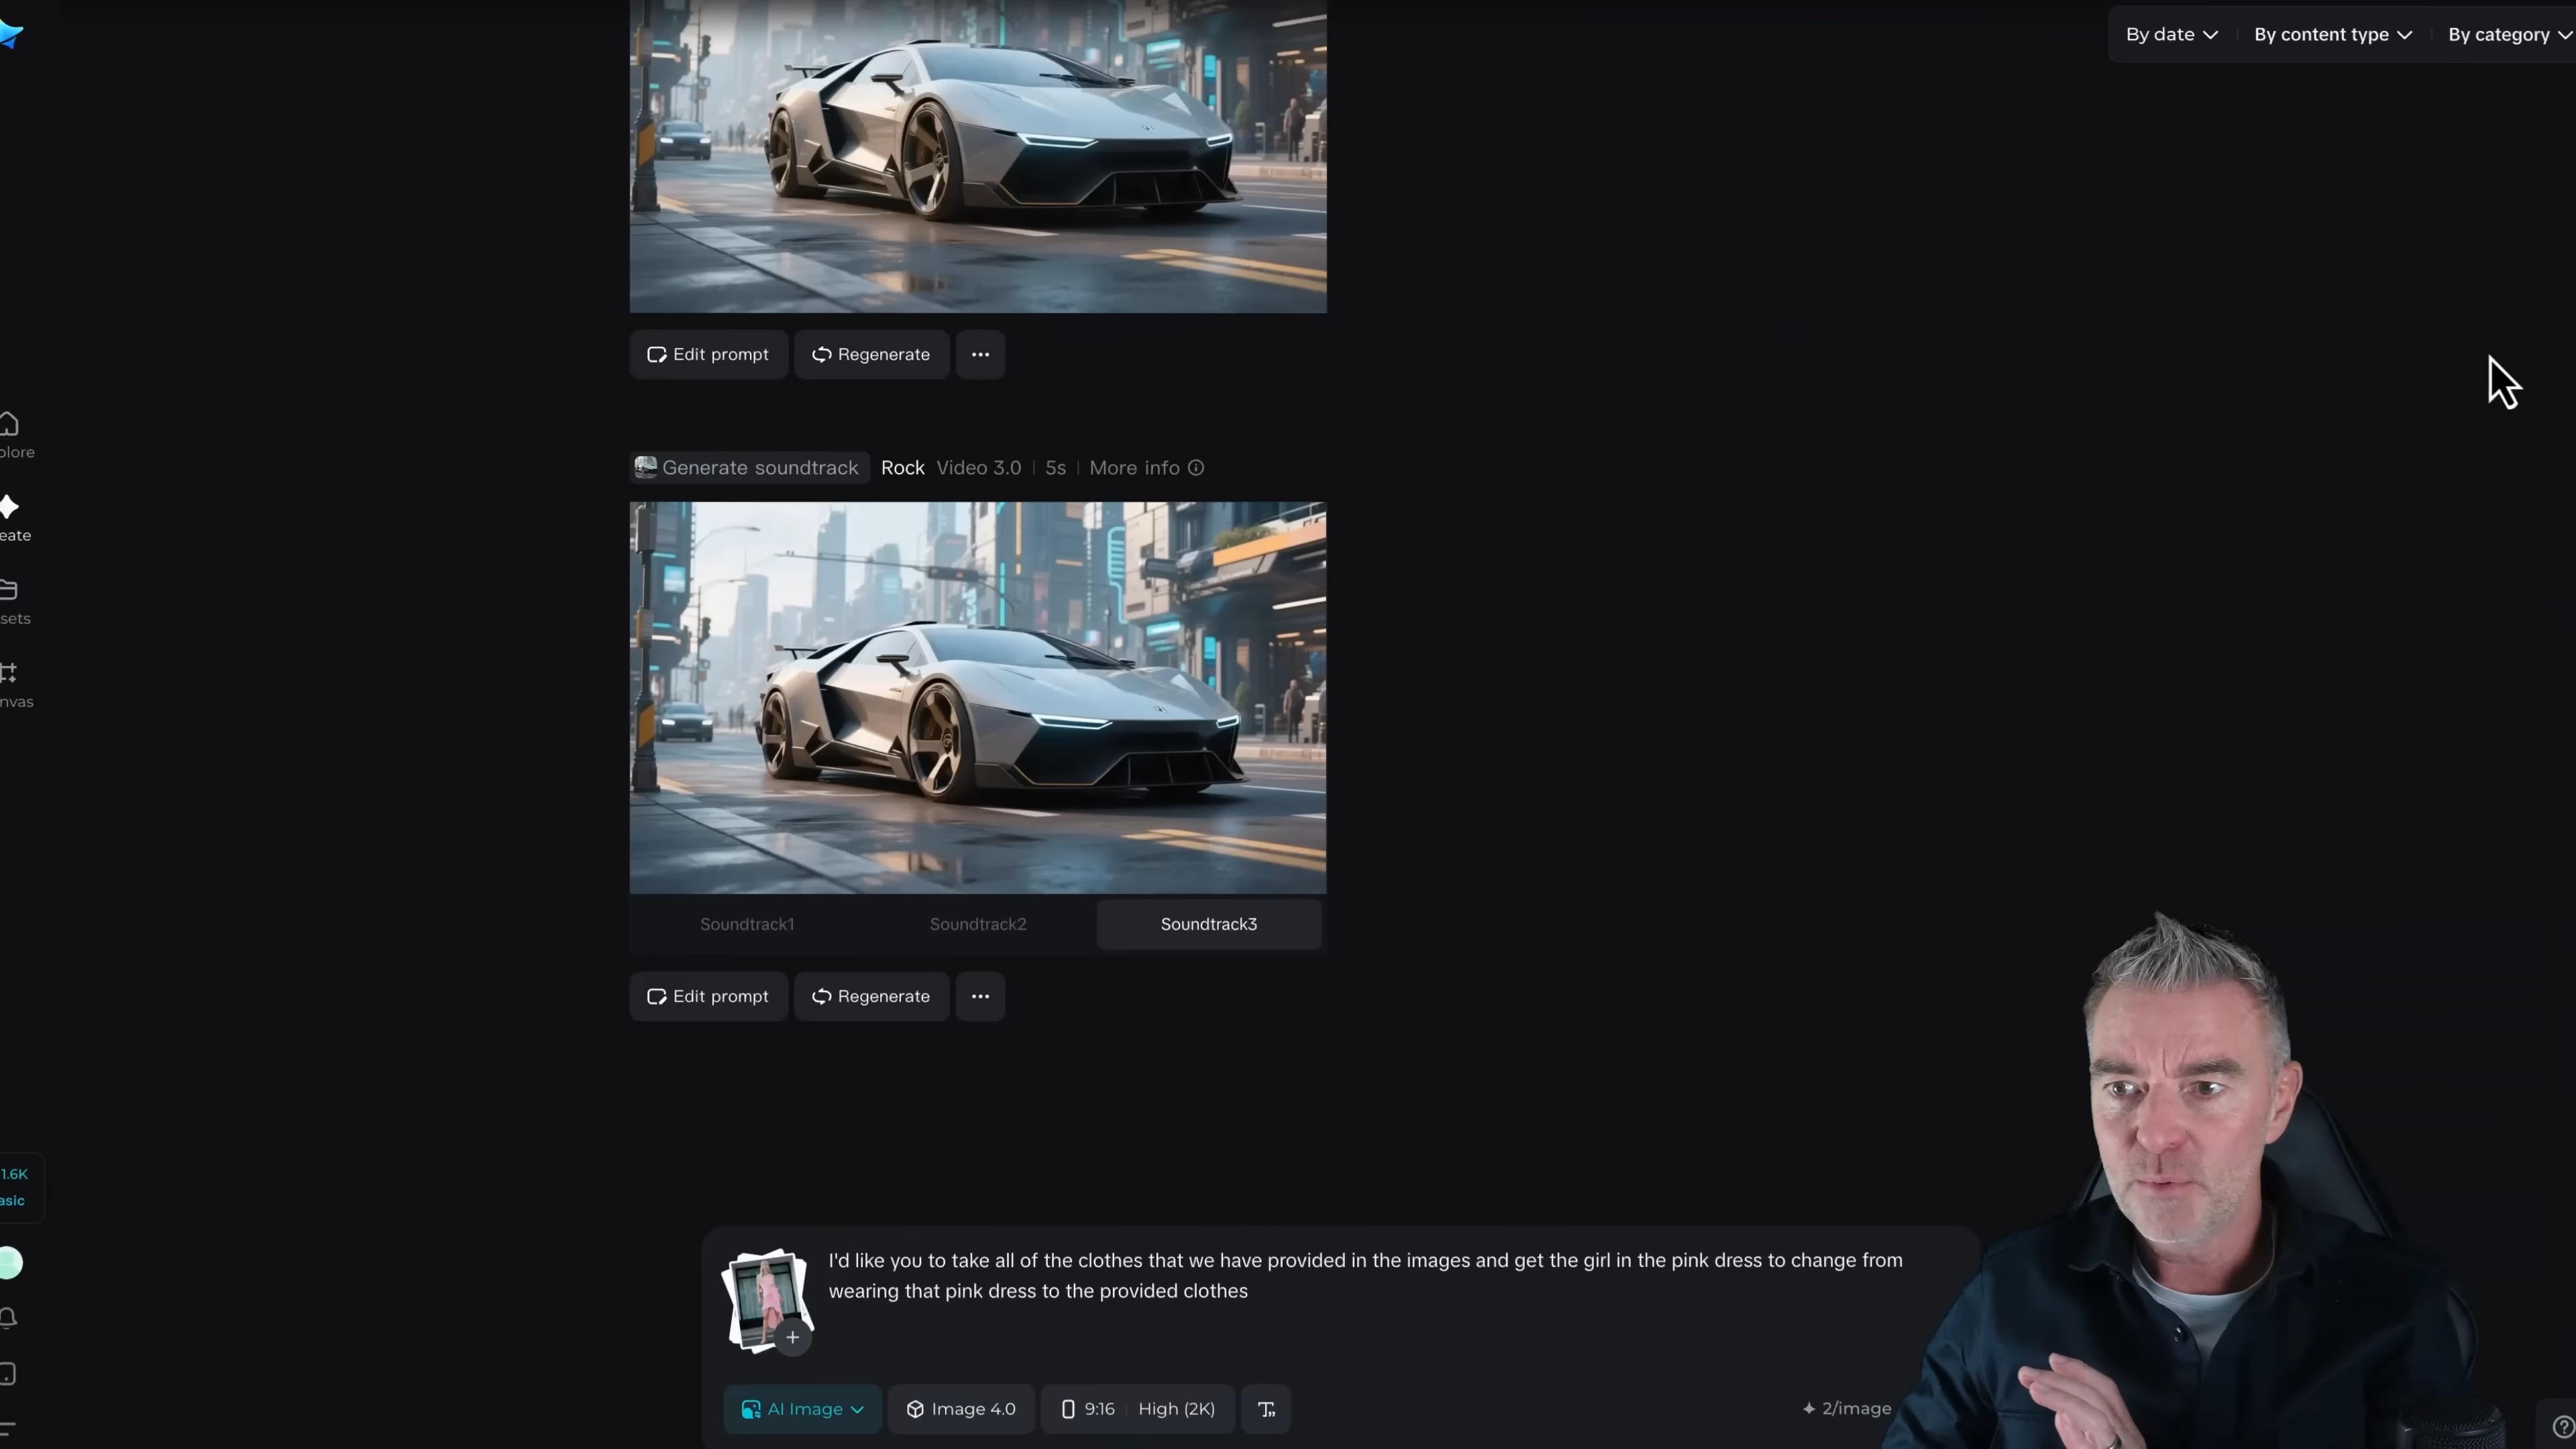 By date
By content type
By category
Edit prompt
Regenerate
plore
Generate soundtrack
Rock
Video 3.0
5s
More info
eate
sets
nvas
Soundtrack1
Soundtrack2
Soundtrack3
Edit prompt
Regenerate
1.6K
asic
I'd like you to take all of the clothes that we have provided in the images and get the girl in the pink dress to change from
wearing that pink dress to the provided clothes
AI Image
Image 4.0
9:16
High (2K)
2/image